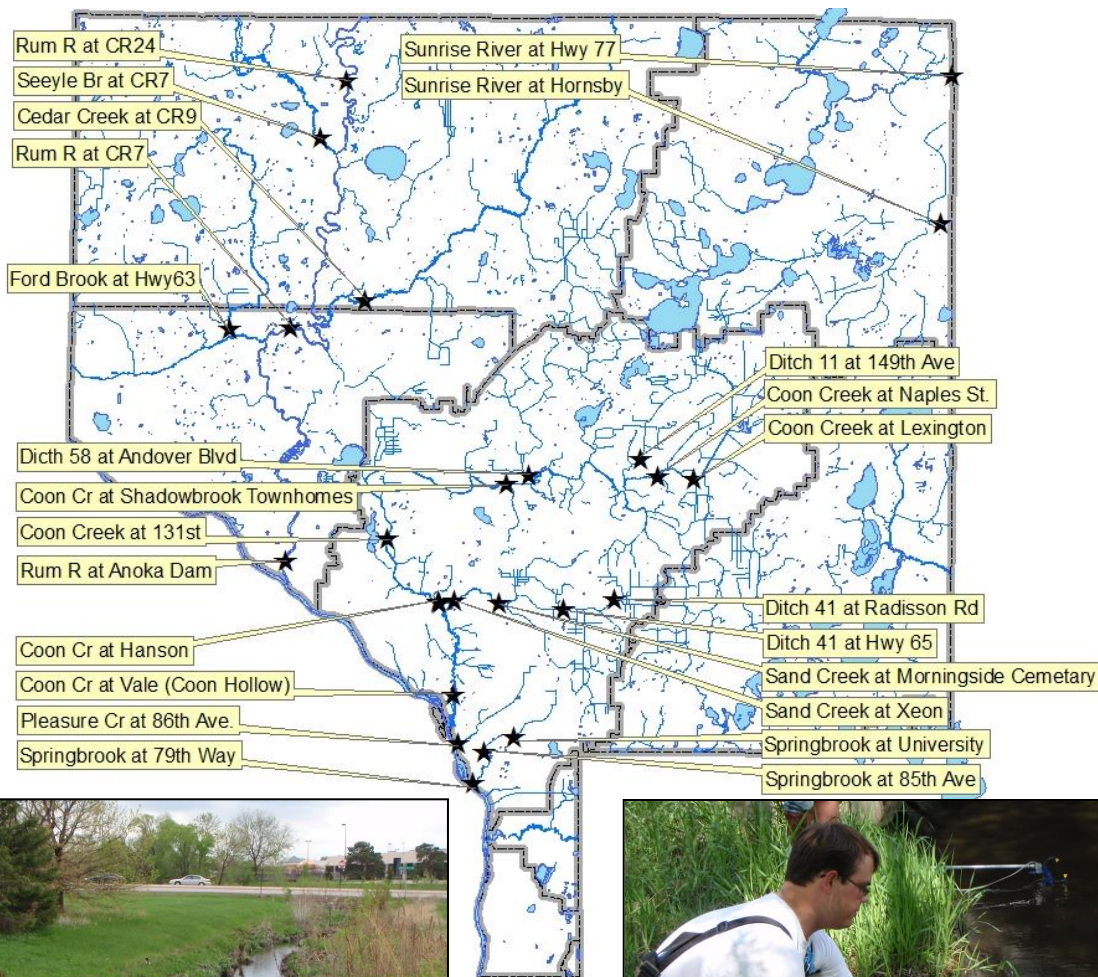 Rum R at CR24
Seeyle Br at CR7
Cedar Creek at CR9
Rum R at CR7
Ford Brook at Hwy63
Sunrise River at Hwy 77
Sunrise River at Hornsby
Ditch 11 at 149th Ave
Coon Creek at Naples St.
Coon Creek at Lexington
Dicth 58 at Andover Blvd
Coon Cr at Shadowbrook Townhomes
Coon Creek at 131st
Rum R at Anoka Dam
Coon Cr at Hanson
Coon Cr at Vale (Coon Hollow)
Pleasure Cr at 86th Ave.
Springbrook at 79th Way
Ditch 41 at Radisson Rd
Ditch 41 at Hwy 65
Sand Creek at Morningside Cemetary
Sand Creek at Xeon
Springbrook at University
Springbrook at 85th Ave